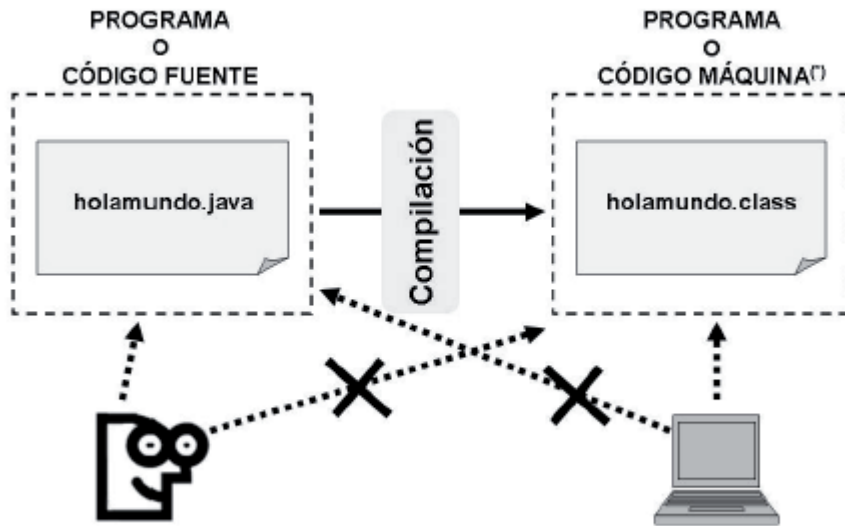 PROGRAMA
O
CÓDIGO FUENTE
PROGRAMA
O
CÓDIGO MÁQUINA(*)
holamundo.java
Compilación
holamundo.class